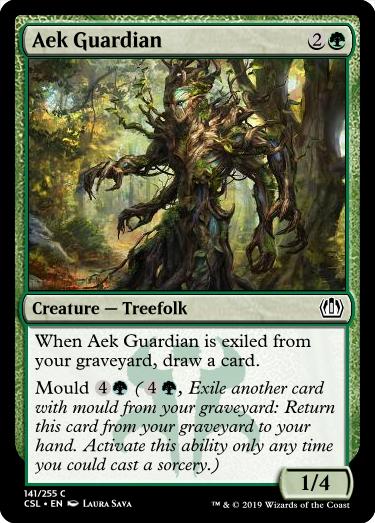 Aek Guardian 2
Creature — Treefolk
When Aek Guardian is exiled from
your graveyard, draw a card.
Mould 4 ( 4 , Exile another card
with mould from your graveyard: Return
this card from your graveyard to your
hand. Activate this ability only any time
you could cast a sorcery.)
141/255 C
CSL • EN Laura Sava
1/4
™ & © 2019 Wizards of the Coast